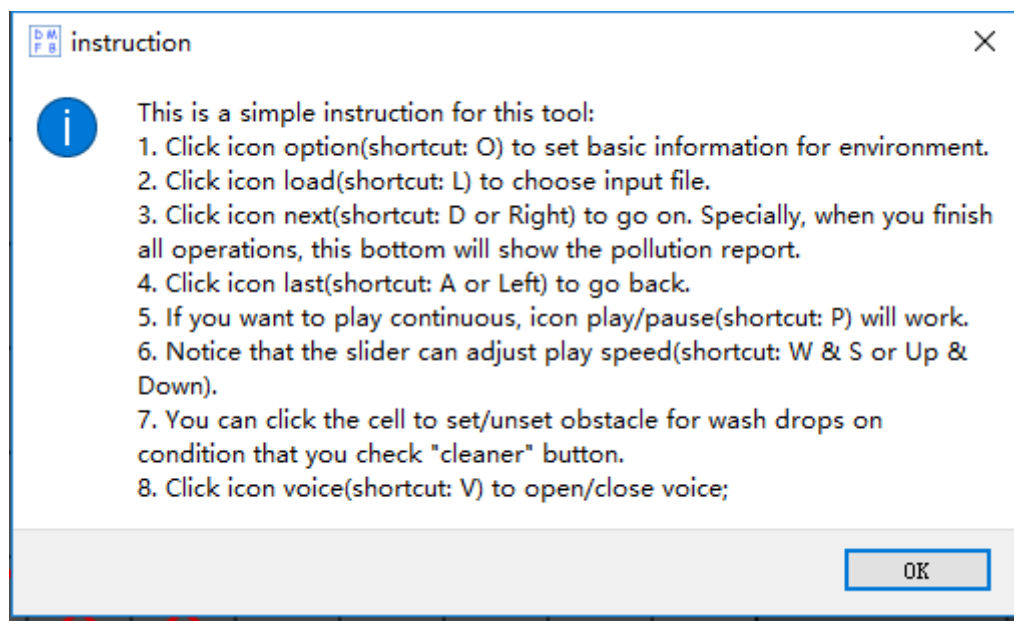 DM
FB
instruction
This is a simple instruction for this tool:
1. Click icon option(shortcut: O) to set basic information for environment.
2. Click icon load(shortcut: L) to choose input file.
3. Click icon next(shortcut: D or Right) to go on. Specially, when you finish
all operations, this bottom will show the pollution report.
4. Click icon last(shortcut: A or Left) to go back.
5. If you want to play continuous, icon play/pause(shortcut: P) will work.
6. Notice that the slider can adjust play speed(shortcut: W & S or Up &
Down).
7. You can click the cell to set/unset obstacle for wash drops on
condition that you check "cleaner" button.
8. Click icon voice(shortcut: V) to open/close voice;
OK